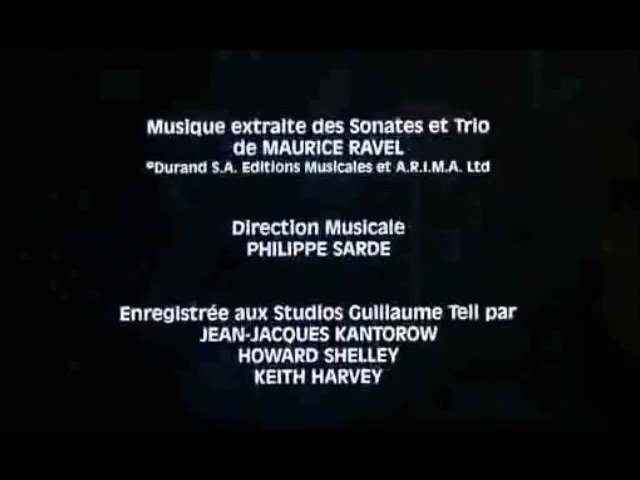 Musique extraite des Sonates et Trio
de MAURICE RAVEL
©Durand S.A. Editions Musicales et A.R.I.M.A. Ltd
Direction Musicale
PHILIPPE SARDE
Enregistrée aux Studios Guillaume Tell par
JEAN-JACQUES KANTOROW
HOWARD SHELLEY
KEITH HARVEY